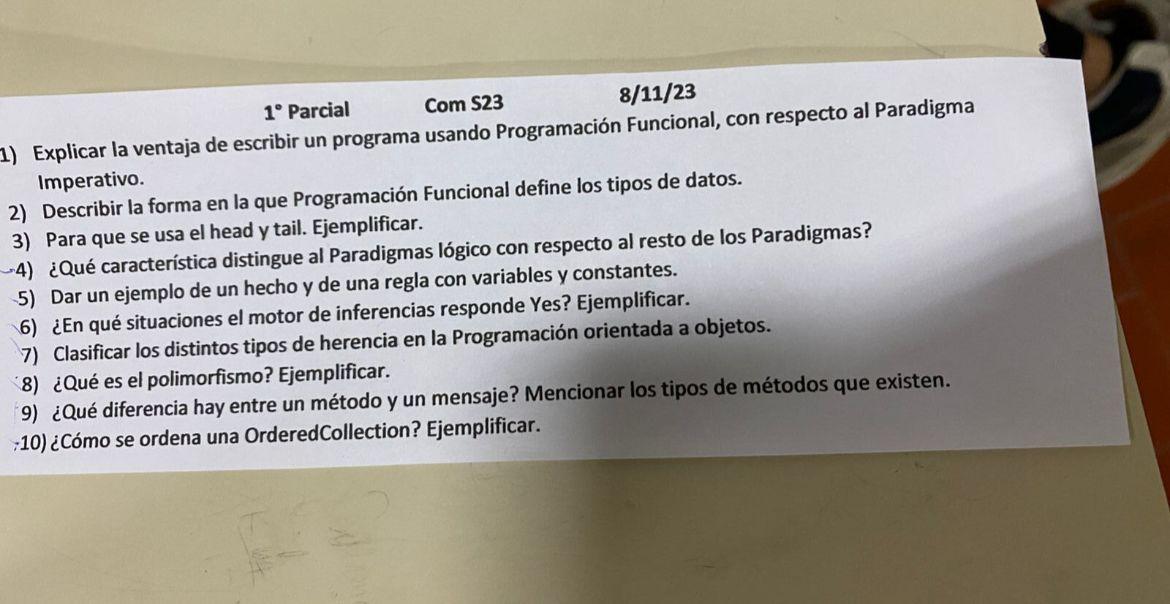 1° Parcial Com S23 8/11/23
1) Explicar la ventaja de escribir un programa usando Programación Funcional, con respecto al Paradigma
Imperativo.
2) Describir la forma en la que Programación Funcional define los tipos de datos.
3) Para que se usa el head y tail. Ejemplificar.
4) ¿Qué característica distingue al Paradigmas lógico con respecto al resto de los Paradigmas?
5) Dar un ejemplo de un hecho y de una regla con variables y constantes.
6) ¿En qué situaciones el motor de inferencias responde Yes? Ejemplificar.
7) Clasificar los distintos tipos de herencia en la Programación orientada a objetos.
8) ¿Qué es el polimorfismo? Ejemplificar.
9) ¿Qué diferencia hay entre un método y un mensaje? Mencionar los tipos de métodos que existen.
10) ¿Cómo se ordena una OrderedCollection? Ejemplificar.